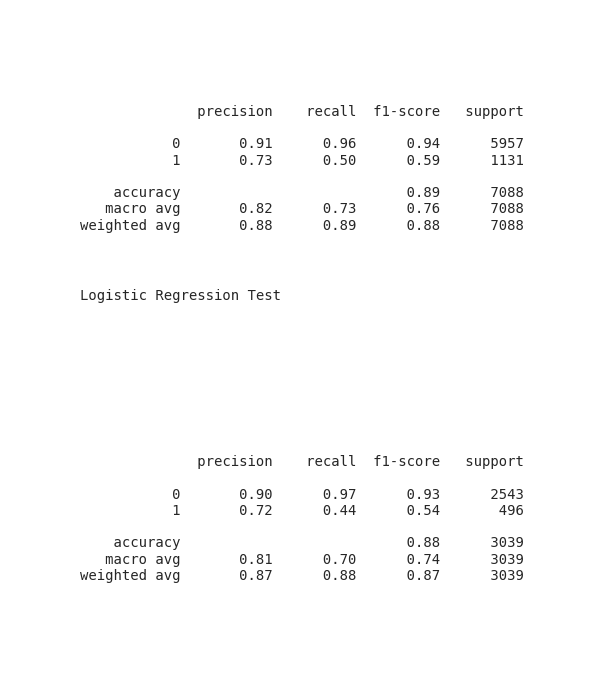 precision recall f1-score support
0 0.91 0.96 0.94 5957
1 0.73 0.50 0.59 1131
accuracy 0.89 7088
macro avg 0.82 0.73 0.76 7088
weighted avg 0.88 0.89 0.88 7088
Logistic Regression Test
precision recall f1-score support
0 0.90 0.97 0.93 2543
1 0.72 0.44 0.54 496
accuracy 0.88 3039
macro avg 0.81 0.70 0.74 3039
weighted avg 0.87 0.88 0.87 3039